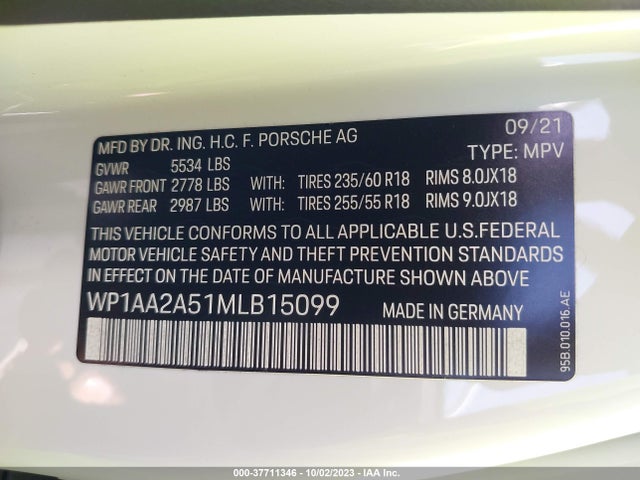 MFD BY DR. ING. H.C. F. PORSCHE AG 09/21
GVWR 5534 LBS TYPE: MPV
GAWR FRONT 2778 LBS WITH: TIRES 235/60 R18 RIMS 8.0JX18
GAWR REAR 2987 LBS WITH: TIRES 255/55 R18 RIMS 9.0JX18
THIS VEHICLE CONFORMS TO ALL APPLICABLE U.S.FEDERAL
MOTOR VEHICLE SAFETY AND THEFT PREVENTION STANDARDS
IN EFFECT ON THE DATE OF MANUFACTURE SHOWN ABOVE
WP1AA2A51MLB15099 MADE IN GERMANY
95B.010.016.AE
000-37711346 - 10/02/2023 - IAA Inc.